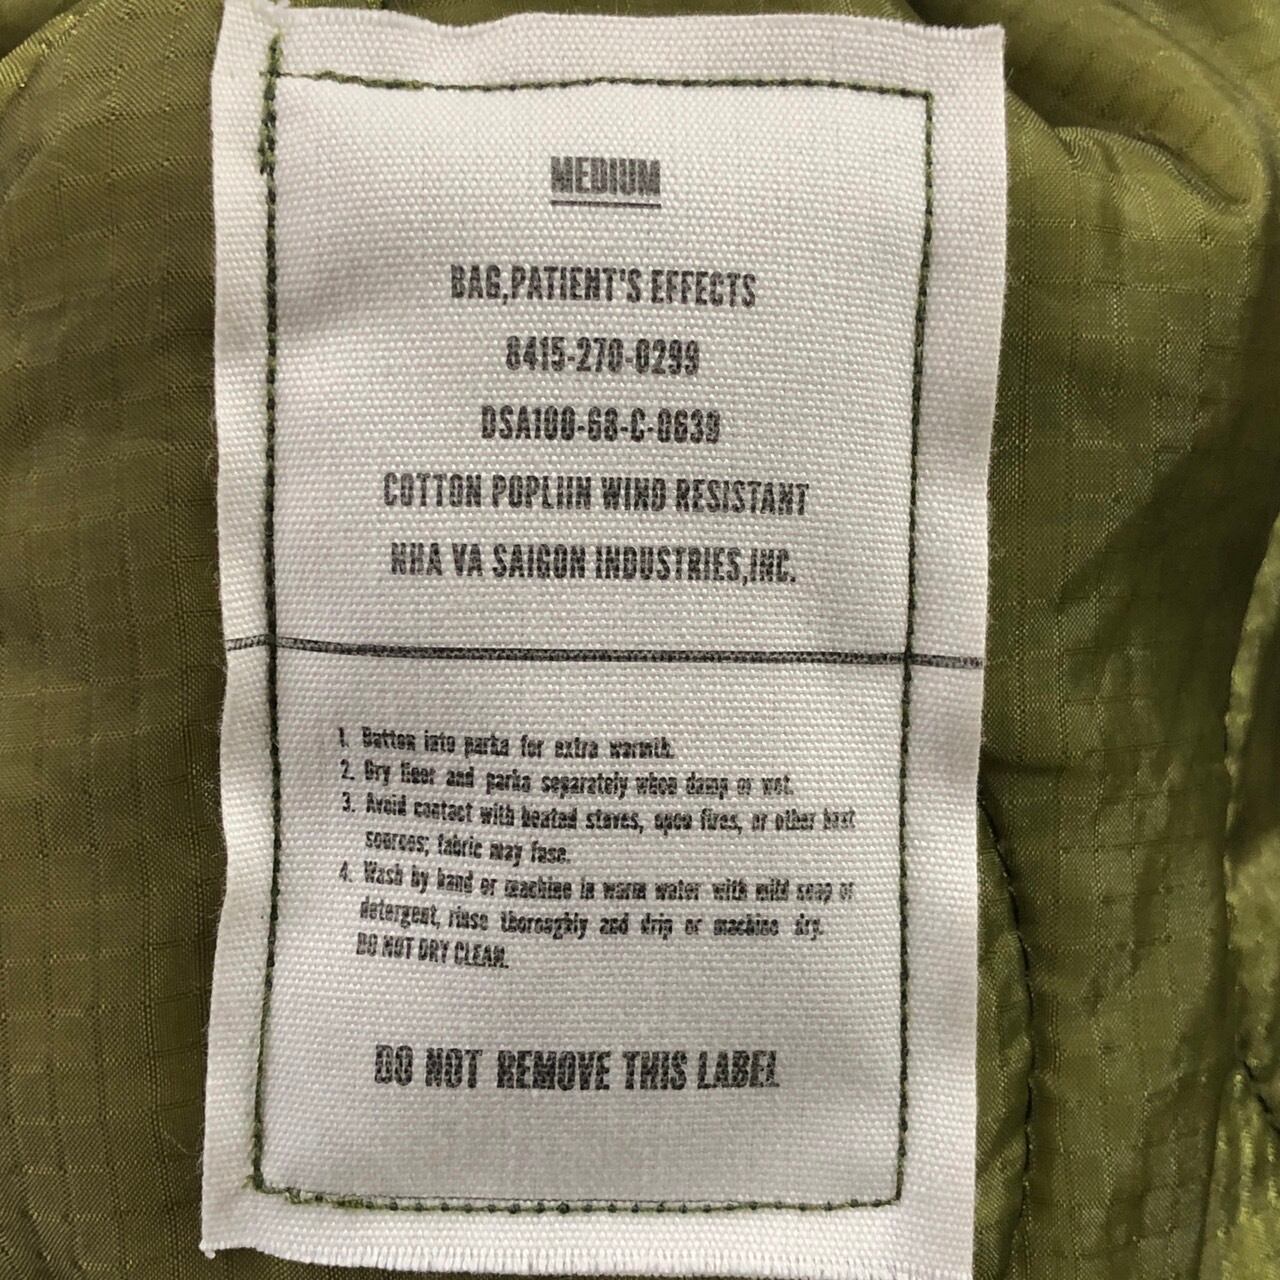 MEDIUM
BAG,PATIENT'S EFFECTS
8415-270-0299
DSA100-68-C-0639
COTTON POPLIIN WIND RESISTANT
NHA VA SAIGON INDUSTRIES,INC.
1. Button into parka for extra warmth.
2. Dry liner and parka separately when damp or wet.
3. Avoid contact with heated stoves, open fires, or other heat
sources; fabric may fuse.
4. Wash by hand or machine in warm water with mild soap or
detergent, rinse thoroughly and drip or machine dry.
DO NOT DRY CLEAN.
DO NOT REMOVE THIS LABEL